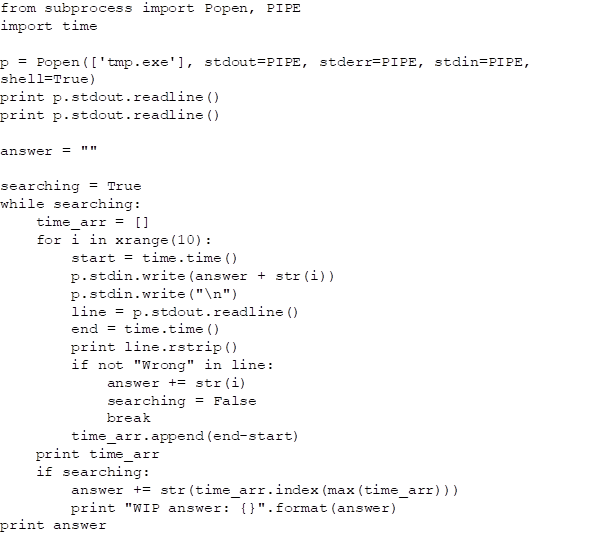 from subprocess import Popen, PIPE
import time

p = Popen(['tmp.exe'], stdout=PIPE, stderr=PIPE, stdin=PIPE,
shell=True)
print p.stdout.readline()
print p.stdout.readline()

answer = ""

searching = True
while searching:
    time_arr = []
    for i in xrange(10):
        start = time.time()
        p.stdin.write(answer + str(i))
        p.stdin.write("\n")
        line = p.stdout.readline()
        end = time.time()
        print line.rstrip()
        if not "Wrong" in line:
            answer += str(i)
            searching = False
            break
        time_arr.append(end-start)
    print time_arr
    if searching:
        answer += str(time_arr.index(max(time_arr)))
        print "WIP answer: {}".format(answer)
print answer